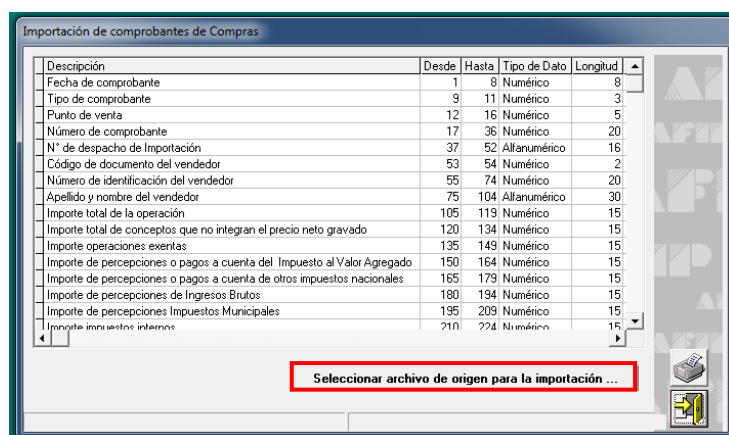 Importación de comprobantes de Compras
Descripción Desde Hasta Tipo de Dato Longitud
Fecha de comprobante 1 8 Numérico 8
Tipo de comprobante 9 11 Numérico 3
Punto de venta 12 16 Numérico 5
Número de comprobante 17 36 Numérico 20
N° de despacho de Importación 37 52 Alfanumérico 16
Código de documento del vendedor 53 54 Numérico 2
Número de identificación del vendedor 55 74 Numérico 20
Apellido y nombre del vendedor 75 104 Alfanumérico 30
Importe total de la operación 105 119 Numérico 15
Importe total de conceptos que no integran el precio neto gravado 120 134 Numérico 15
Importe operaciones exentas 135 149 Numérico 15
Importe de percepciones o pagos a cuenta del Impuesto al Valor Agregado 150 164 Numérico 15
Importe de percepciones o pagos a cuenta de otros impuestos nacionales 165 179 Numérico 15
Importe de percepciones de Ingresos Brutos 180 194 Numérico 15
Importe de percepciones Impuestos Municipales 195 209 Numérico 15
Importe impuestos internos 210 224 Numérico 15
Seleccionar archivo de origen para la importación ...